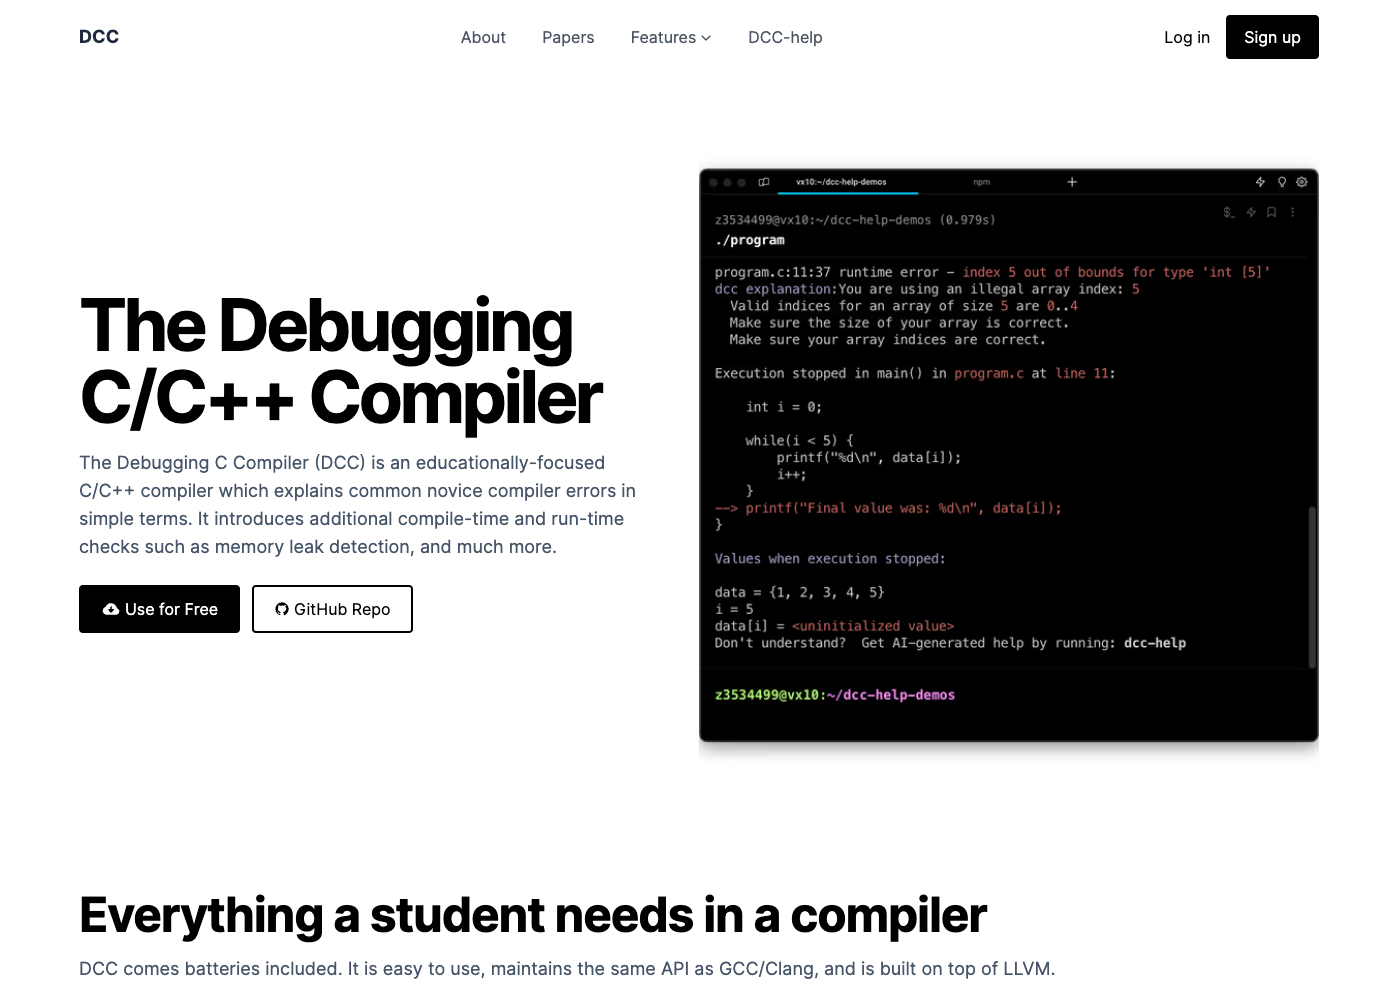 DCC
About Papers Features DCC-help
Log in Sign up
The Debugging
C/C++ Compiler
The Debugging C Compiler (DCC) is an educationally-focused
C/C++ compiler which explains common novice compiler errors in
simple terms. It introduces additional compile-time and run-time
checks such as memory leak detection, and much more.
Use for Free GitHub Repo
vx10:~/dcc-help-demos npm +
z3534499@vx10:~/dcc-help-demos (0.979s)
$_
./program
program.c:11:37 runtime error – index 5 out of bounds for type 'int [5]'
dcc explanation:You are using an illegal array index: 5
Valid indices for an array of size 5 are 0..4
Make sure the size of your array is correct.
Make sure your array indices are correct.
Execution stopped in main() in program.c at line 11:
int i = 0;
while(i < 5) {
printf("%d\n", data[i]);
i++;
}
--> printf("Final value was: %d\n", data[i]);
}
Values when execution stopped:
data = {1, 2, 3, 4, 5}
i = 5
data[i] = <uninitialized value>
Don't understand? Get AI-generated help by running: dcc-help
z3534499@vx10:~/dcc-help-demos
Everything a student needs in a compiler
DCC comes batteries included. It is easy to use, maintains the same API as GCC/Clang, and is built on top of LLVM.